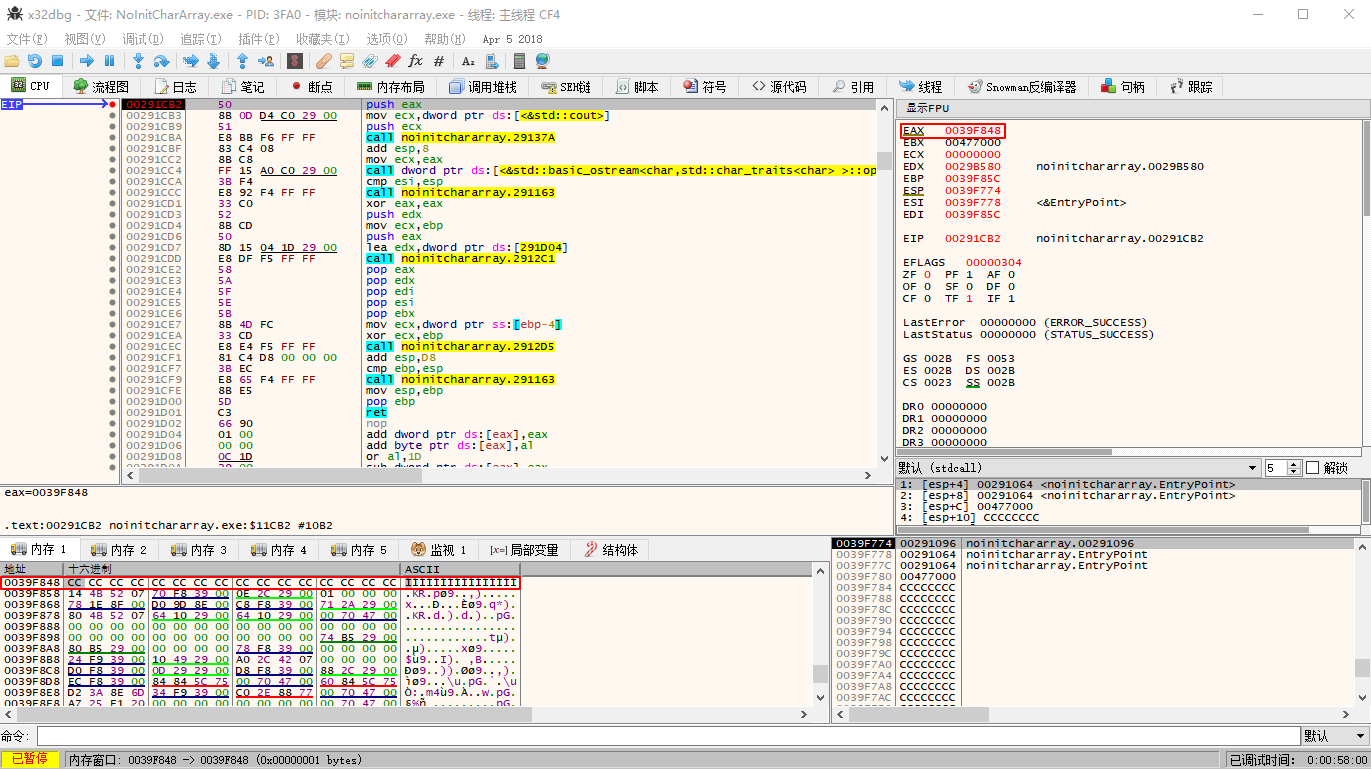 x32dbg - 文件: NoInitCharArray.exe - PID: 3FA0 - 模块: noinitchararray.exe - 线程: 主线程 CF4
文件(F) 视图(V) 调试(D) 追踪(T) 插件(P) 收藏夹(I) 选项(O) 帮助(H) Apr 5 2018
CPU 流程图 日志 笔记 断点 内存布局 调用堆栈 SEH链 脚本 符号 源代码 引用 线程 Snowman反编译器 句柄 跟踪
EIP
00291CB2 50 push eax
00291CB3 8B 0D D4 C0 29 00 mov ecx,dword ptr ds:[<&std::cout>]
00291CB9 51 push ecx
00291CBA E8 BB F6 FF FF call noinitchararray.29137A
00291CBF 83 C4 08 add esp,8
00291CC2 8B C8 mov ecx,eax
00291CC4 FF 15 A0 C0 29 00 call dword ptr ds:[<&std::basic_ostream<char,std::char_traits<char> >::op
00291CCA 3B F4 cmp esi,esp
00291CCC E8 92 F4 FF FF call noinitchararray.291163
00291CD1 33 C0 xor eax,eax
00291CD3 52 push edx
00291CD4 8B CD mov ecx,ebp
00291CD6 50 push eax
00291CD7 8D 15 04 1D 29 00 lea edx,dword ptr ds:[291D04]
00291CDD E8 DF F5 FF FF call noinitchararray.2912C1
00291CE2 58 pop eax
00291CE3 5A pop edx
00291CE4 5F pop edi
00291CE5 5E pop esi
00291CE6 5B pop ebx
00291CE7 8B 4D FC mov ecx,dword ptr ss:[ebp-4]
00291CEA 33 CD xor ecx,ebp
00291CEC E8 E4 F5 FF FF call noinitchararray.2912D5
00291CF1 81 C4 D8 00 00 00 add esp,D8
00291CF7 3B EC cmp ebp,esp
00291CF9 E8 65 F4 FF FF call noinitchararray.291163
00291CFE 8B E5 mov esp,ebp
00291D00 5D pop ebp
00291D01 C3 ret
00291D02 66 90 nop
00291D04 01 00 add dword ptr ds:[eax],eax
00291D06 00 00 add byte ptr ds:[eax],al
00291D08 0C 1D or al,1D
显示FPU
EAX 0039F848
EBX 00477000
ECX 00000000
EDX 0029B580 noinitchararray.0029B580
EBP 0039F85C
ESP 0039F774
ESI 0039F778 <&EntryPoint>
EDI 0039F85C
EIP 00291CB2 noinitchararray.00291CB2
EFLAGS 00000304
ZF 0 PF 1 AF 0
OF 0 SF 0 DF 0
CF 0 TF 1 IF 1
LastError 00000000 (ERROR_SUCCESS)
LastStatus 00000000 (STATUS_SUCCESS)
GS 002B FS 0053
ES 002B DS 002B
CS 0023 SS 002B
DR0 00000000
DR1 00000000
DR2 00000000
DR3 00000000
默认 (stdcall) 5 解锁
1: [esp+4] 00291064 <noinitchararray.EntryPoint>
2: [esp+8] 00291064 <noinitchararray.EntryPoint>
3: [esp+C] 00477000
4: [esp+10] CCCCCCCC
eax=0039F848
.text:00291CB2 noinitchararray.exe:$11CB2 #10B2
内存 1 内存 2 内存 3 内存 4 内存 5 监视 1 [x=]局部变量 结构体
地址 十六进制 ASCII
0039F848 CC CC CC CC CC CC CC CC CC CC CC CC CC CC CC CC ÌÌÌÌÌÌÌÌÌÌÌÌÌÌÌÌ
0039F858 14 4B 52 07 70 F8 39 00 0E 2C 29 00 01 00 00 00 .KR.pø9..,).....
0039F868 78 1E 8F 00 D0 9D 8E 00 C8 F8 39 00 71 2A 29 00 x...Ð...Èø9.q*).
0039F878 80 4B 52 07 64 10 29 00 64 10 29 00 00 70 47 00 .KR.d.).d.)..pG.
0039F888 00 00 00 00 00 00 00 00 00 00 00 00 00 00 00 00 ................
0039F898 00 00 00 00 00 00 00 00 00 00 00 00 74 B5 29 00 ............tµ).
0039F8A8 80 B5 29 00 00 00 00 00 78 F8 39 00 00 00 00 00 .µ).....xø9.....
0039F8B8 24 F9 39 00 10 49 29 00 A0 2C 42 07 00 00 00 00 $ù9..I). ,B.....
0039F8C8 D0 F8 39 00 0D 29 29 00 D8 F8 39 00 88 2C 29 00 Ðø9..)).Øø9..,).
0039F8D8 EC F8 39 00 84 84 5C 75 00 70 47 00 60 84 5C 75 ìø9...\u.pG.`.\u
0039F8E8 D2 3A 8E 6D 34 F9 39 00 C0 2E 88 77 00 70 47 00 Ò:.m4ù9.À..w.pG.
0039F8F8 A7 25 F1 20 00 00 00 00 00 00 00 00 00 70 47 00 §%ñ .........pG.
0039F774 00291096 noinitchararray.00291096
0039F778 00291064 noinitchararray.EntryPoint
0039F77C 00291064 noinitchararray.EntryPoint
0039F780 00477000
0039F784 CCCCCCCC
0039F788 CCCCCCCC
0039F78C CCCCCCCC
0039F790 CCCCCCCC
0039F794 CCCCCCCC
0039F798 CCCCCCCC
0039F79C CCCCCCCC
0039F7A0 CCCCCCCC
0039F7A4 CCCCCCCC
0039F7A8 CCCCCCCC
0039F7AC CCCCCCCC
命令: 默认
已暂停 内存窗口: 0039F848 -> 0039F848 (0x00000001 bytes) 已调试时间: 0:00:58:00